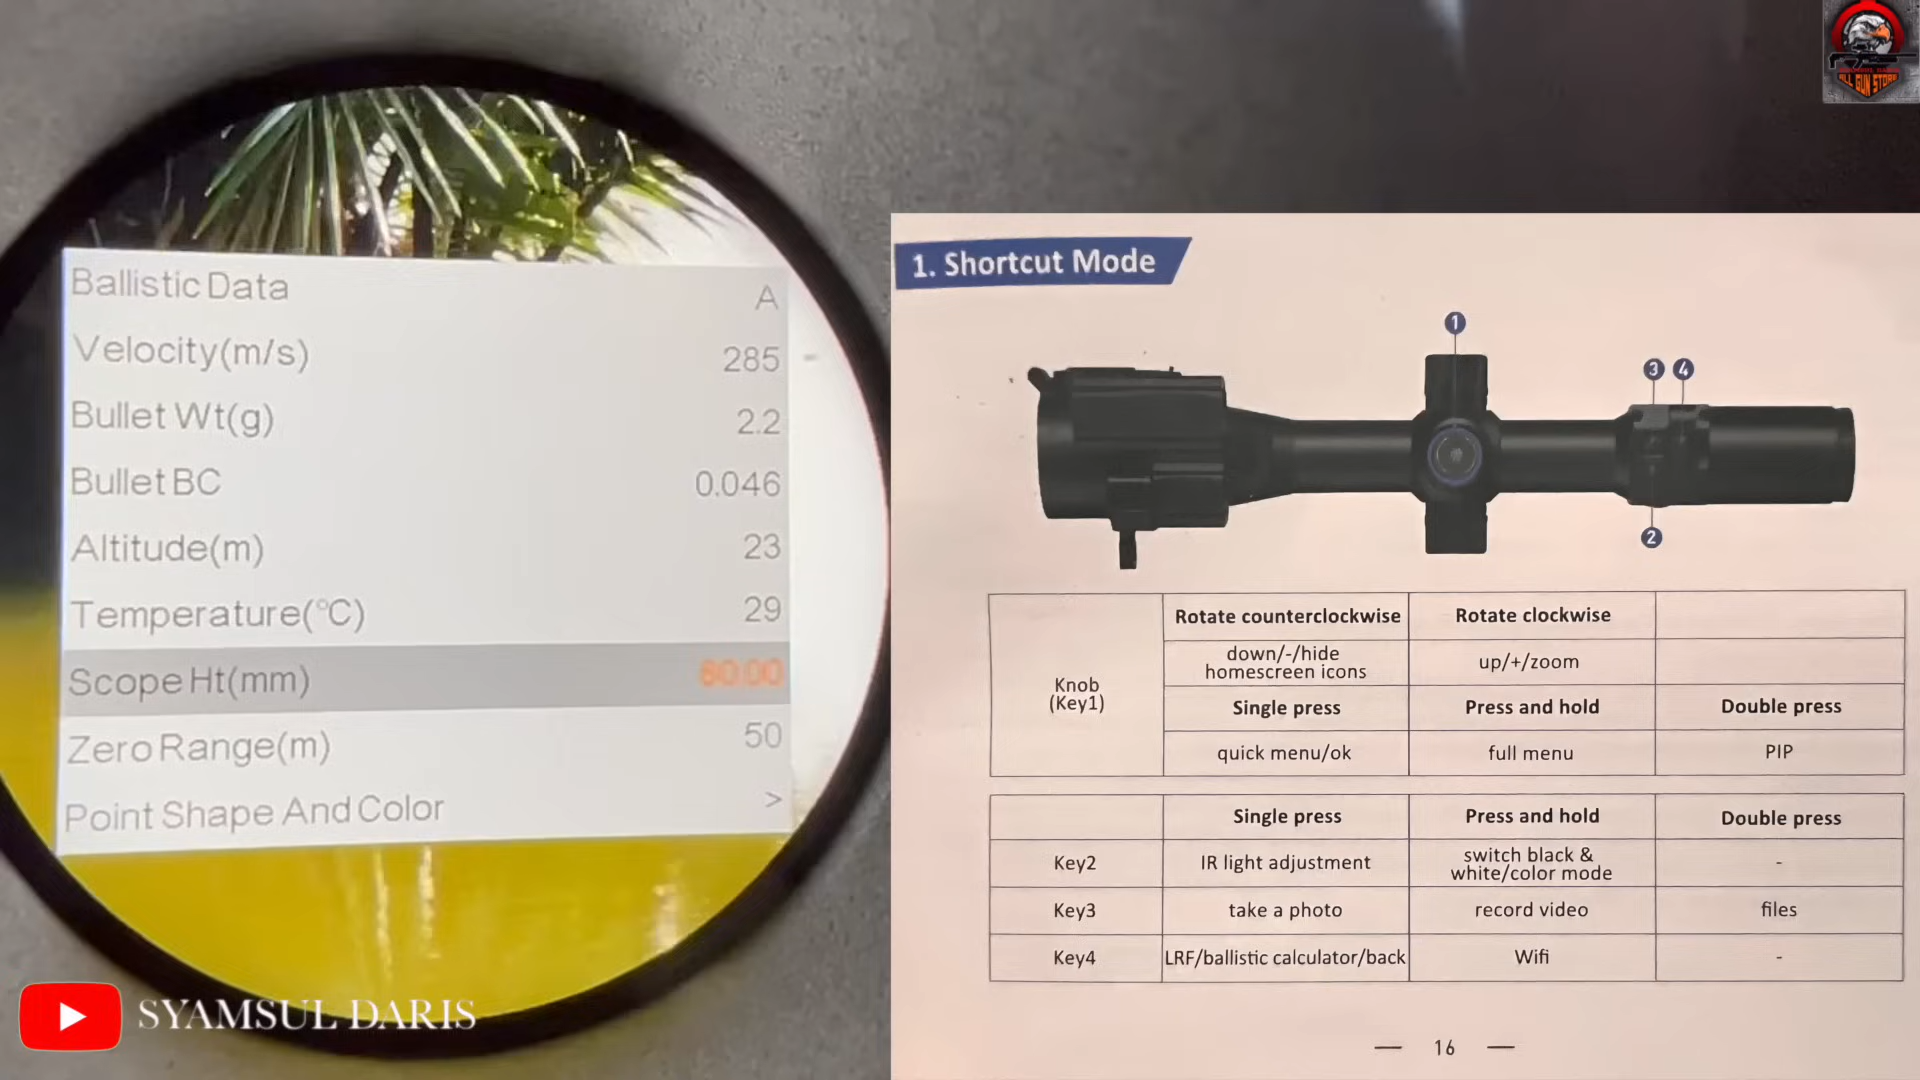 Ballistic Data A
Velocity(m/s) 285
Bullet Wt(g) 2.2
Bullet BC 0.046
Altitude(m) 23
Temperature(°C) 29
Scope Ht(mm)
Zero Range(m) 50
Point Shape And Color >
SYAMSUL DARIS
ALL GUN STORE
1. Shortcut Mode
1
3 4
2
Rotate counterclockwise Rotate clockwise
Knob
(Key1)
down/-/hide
homescreen icons
up/+/zoom
Single press Press and hold Double press
quick menu/ok full menu PIP
Single press Press and hold Double press
Key2 IR light adjustment switch black &
white/color mode -
Key3 take a photo record video files
Key4 LRF/ballistic calculator/back Wifi -
— 16 —